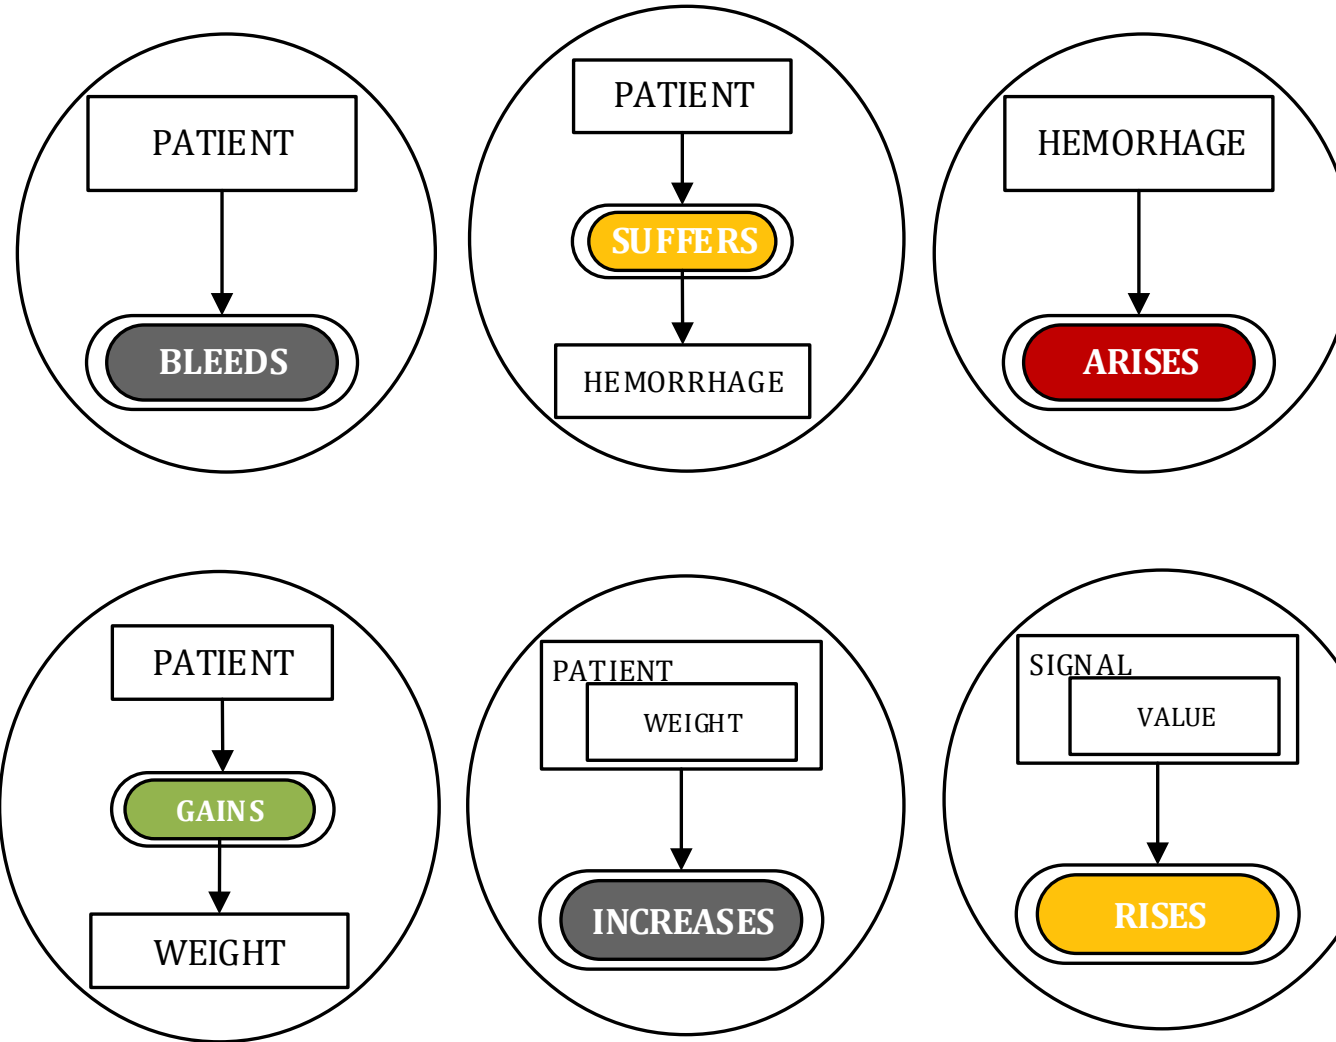 PATIENT
BLEEDS
PATIENT
SUFFERS
HEMORRHAGE
HEMORHAGE
ARISES
PATIENT
GAINS
WEIGHT
PATIENT
WEIGHT
INCREASES
SIGNAL
VALUE
RISES